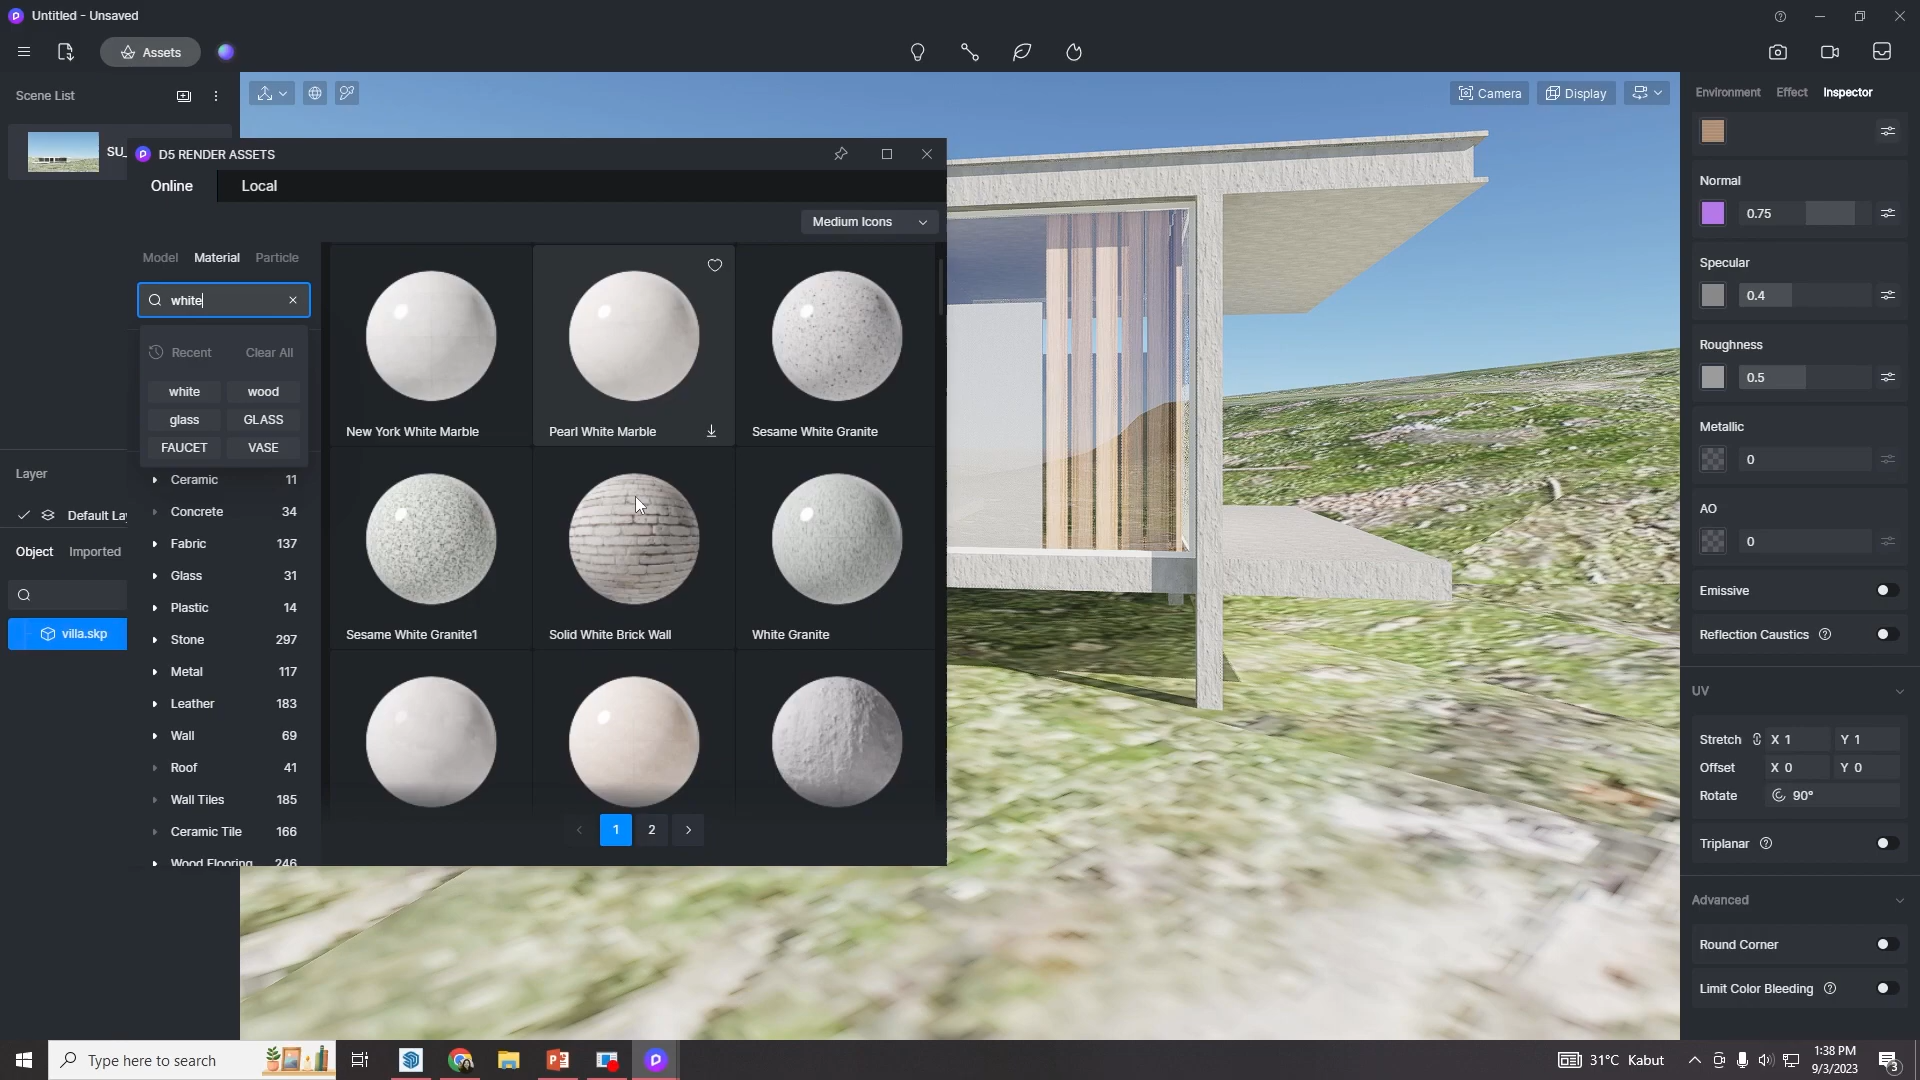 Untitled - Unsaved
Assets
Scene List
SU_
Camera
Display
Environment
Effect
Inspector
D5 RENDER ASSETS
Online
Local
Medium Icons
Model
Material
Particle
white
Recent
Clear All
white
wood
glass
GLASS
FAUCET
VASE
Ceramic 11
Concrete 34
Fabric 137
Glass 31
Plastic 14
Stone 297
Metal 117
Leather 183
Wall 69
Roof 41
Wall Tiles 185
Ceramic Tile 166
Wood Flooring 246
New York White Marble
Pearl White Marble
Sesame White Granite
Sesame White Granite1
Solid White Brick Wall
White Granite
1
2
Layer
Default La
Object
Imported
villa.skp
Normal
0.75
Specular
0.4
Roughness
0.5
Metallic
0
AO
0
Emissive
Reflection Caustics
UV
Stretch X 1 Y 1
Offset X 0 Y 0
Rotate 90°
Triplanar
Advanced
Round Corner
Limit Color Bleeding
Type here to search
31°C Kabut
1:38 PM
9/3/2023
3